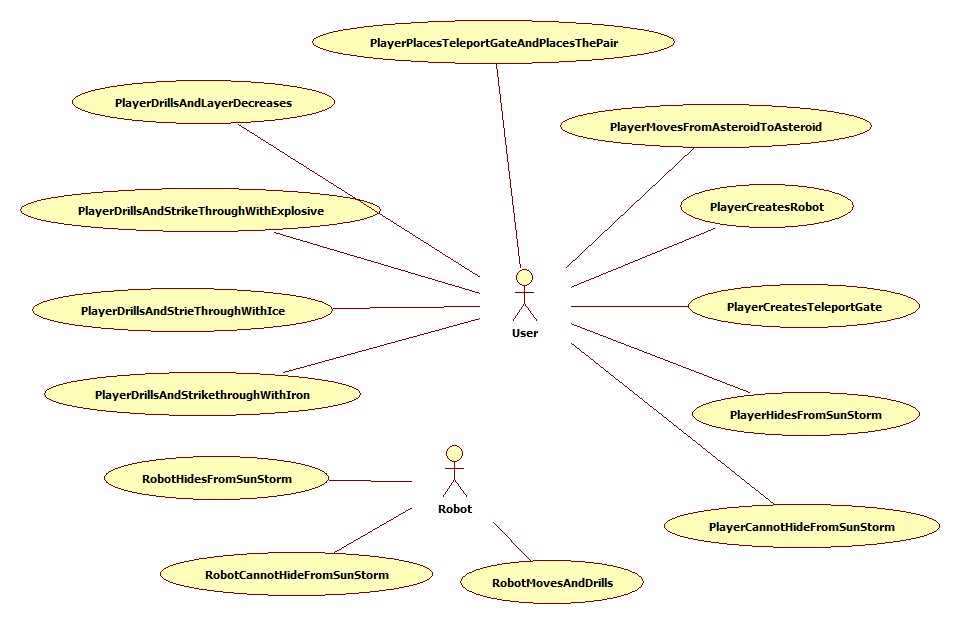 PlayerPlacesTeleportGateAndPlacesThePair
PlayerDrillsAndLayerDecreases
PlayerMovesFromAsteroidToAsteroid
PlayerDrillsAndStrikeThroughWithExplosive
PlayerCreatesRobot
PlayerDrillsAndStrieThroughWithIce
PlayerCreatesTeleportGate
User
PlayerDrillsAndStrikethroughWithIron
PlayerHidesFromSunStorm
RobotHidesFromSunStorm
Robot
PlayerCannotHideFromSunStorm
RobotCannotHideFromSunStorm
RobotMovesAndDrills